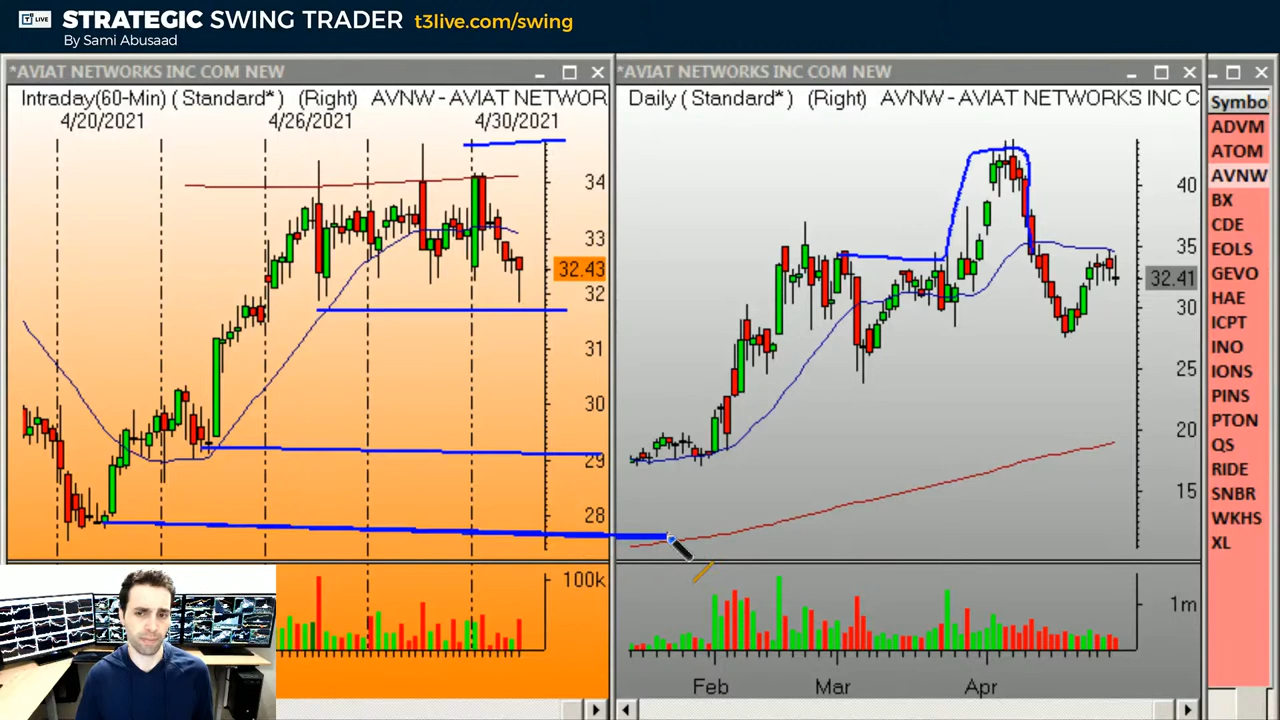 LIVE STRATEGIC SWING TRADER t3live.com/swing
By Sami Abusaad
*AVIAT NETWORKS INC COM NEW
Intraday(60-Min) ( Standard* ) (Right) AVNW - AVIAT NETWOR
4/20/2021 4/26/2021 4/30/2021
34
33
32.43
32
31
30
29
28
100k
*AVIAT NETWORKS INC COM NEW
Daily ( Standard* ) (Right) AVNW - AVIAT NETWORKS INC C
40
35
32.41
30
25
20
15
1m
Feb Mar Apr
Symbo
ADVM
ATOM
AVNW
BX
CDE
EOLS
GEVO
HAE
ICPT
INO
IONS
PINS
PTON
QS
RIDE
SNBR
WKHS
XL